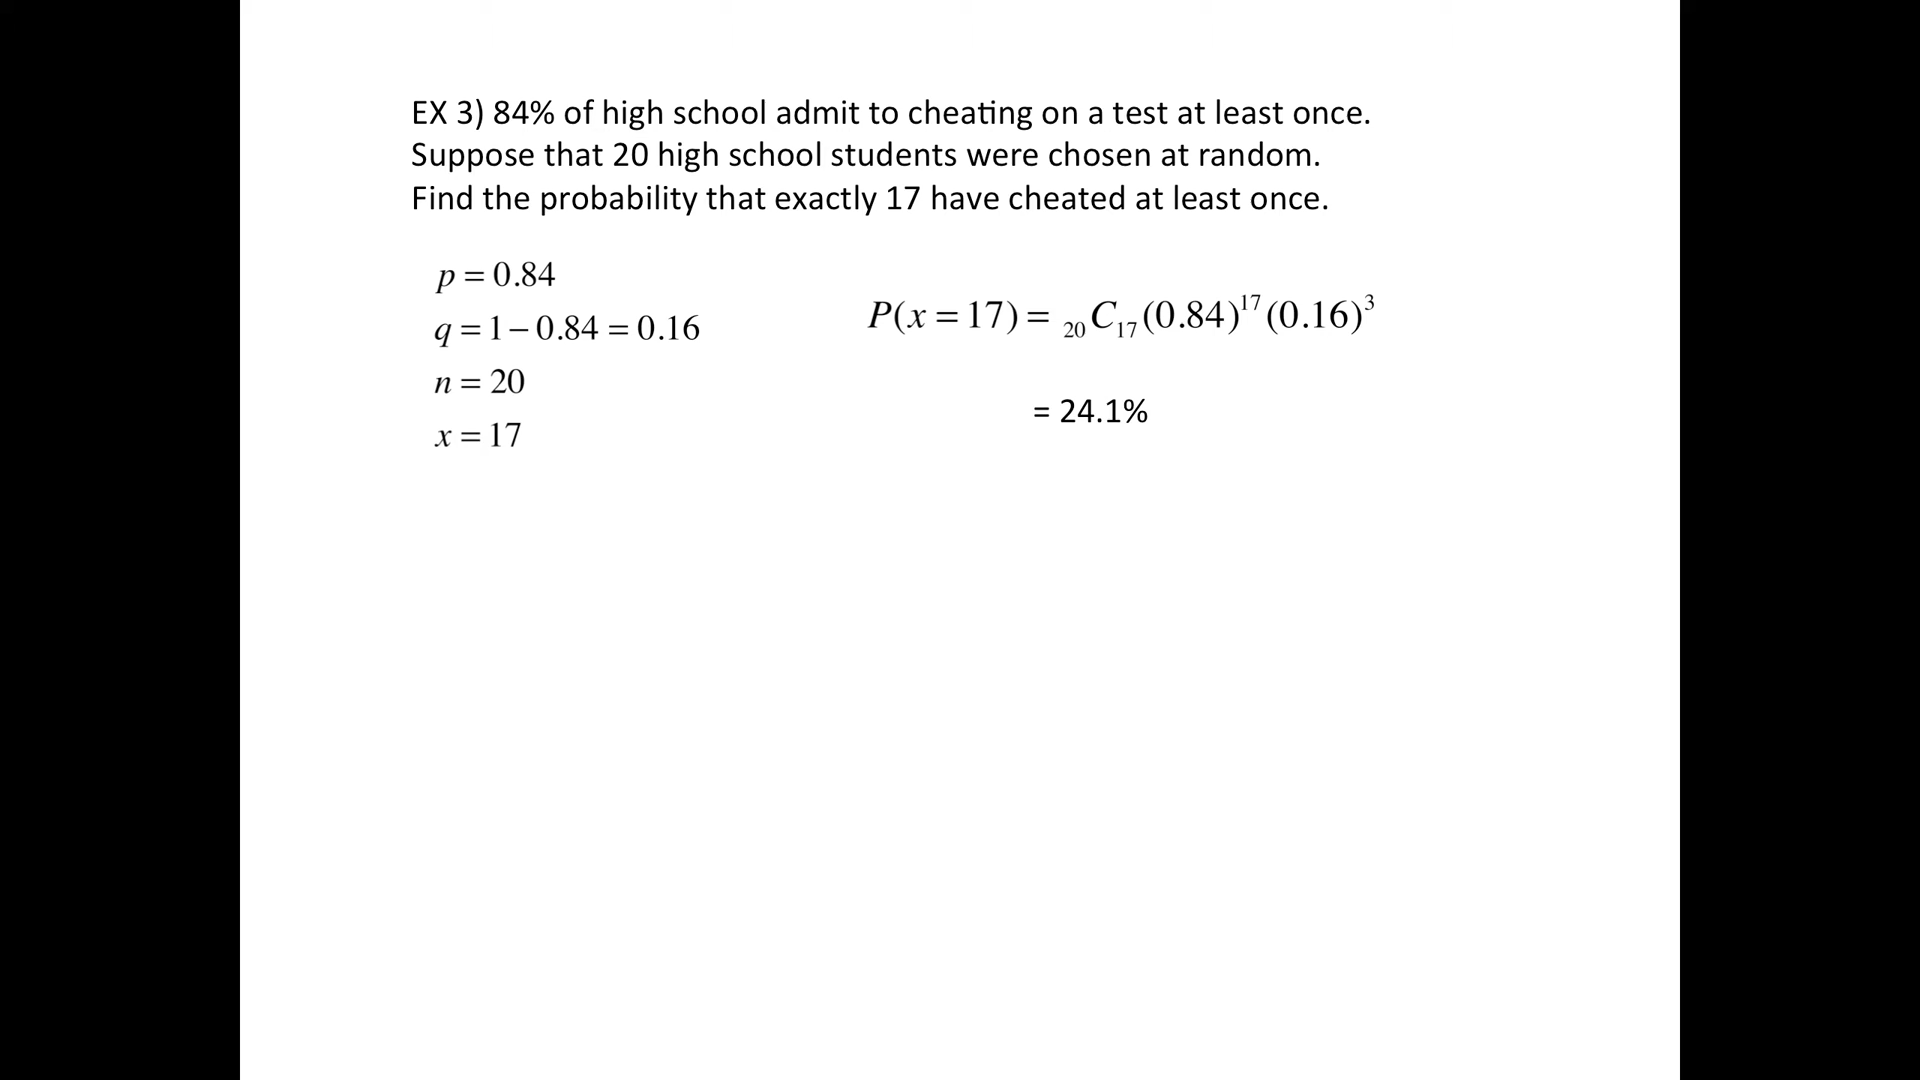 EX 3) 84% of high school admit to cheating on a test at least once.
Suppose that 20 high school students were chosen at random.
Find the probability that exactly 17 have cheated at least once.
p = 0.84
q = 1 − 0.84 = 0.16
n = 20
x = 17
P(x = 17) = ₂₀C₁₇(0.84)¹⁷(0.16)³
= 24.1%